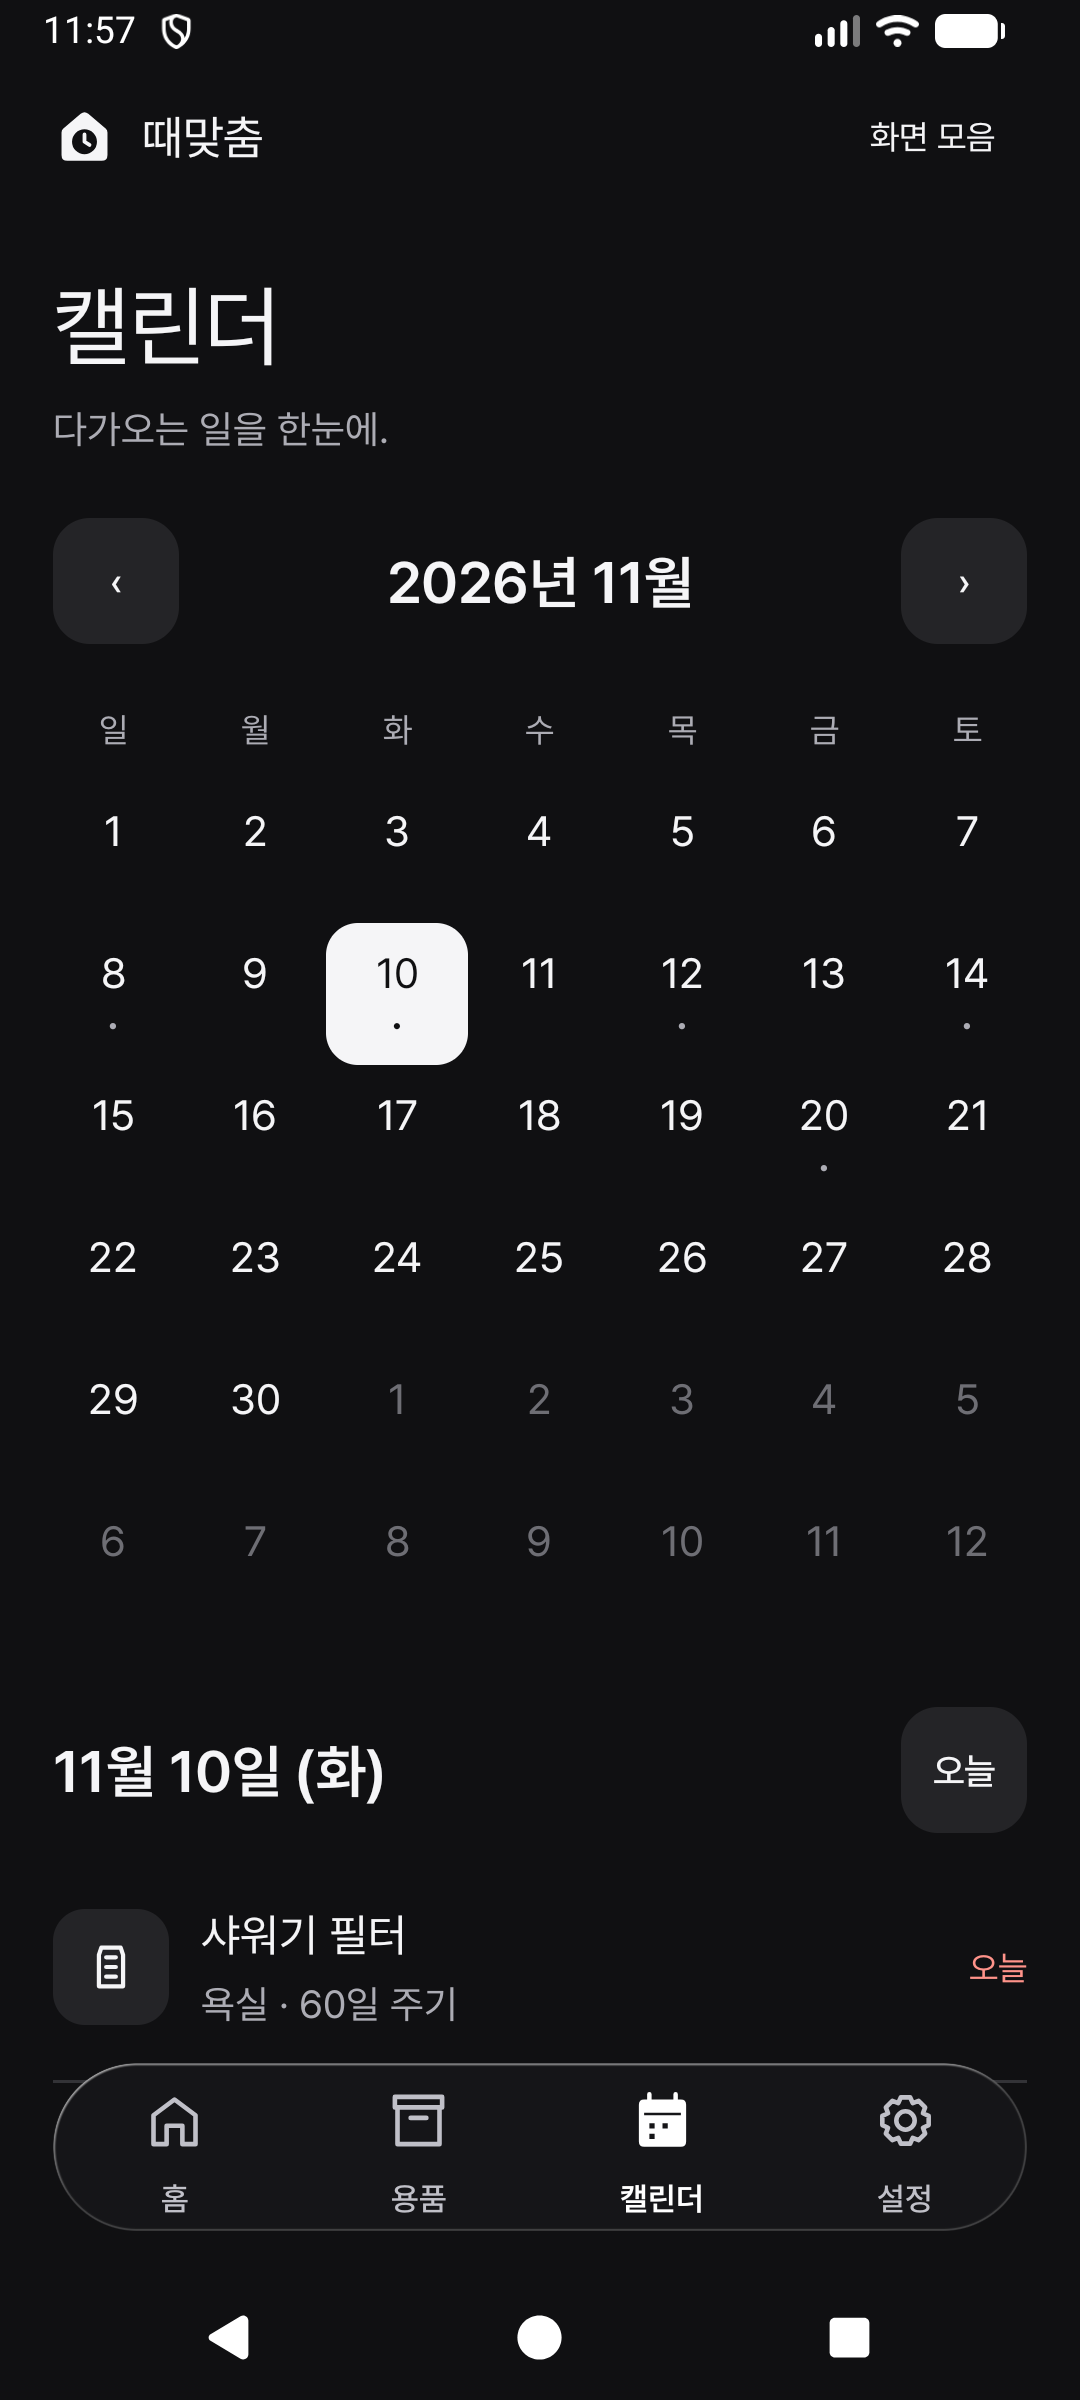 11:57
때맞춤
화면 모음
캘린더
다가오는 일을 한눈에.
‹ 2026년 11월 ›
일 월 화 수 목 금 토
1 2 3 4 5 6 7
8 9 10 11 12 13 14
15 16 17 18 19 20 21
22 23 24 25 26 27 28
29 30 1 2 3 4 5
6 7 8 9 10 11 12
11월 10일 (화)
오늘
샤워기 필터
욕실 · 60일 주기
오늘
홈 용품 캘린더 설정